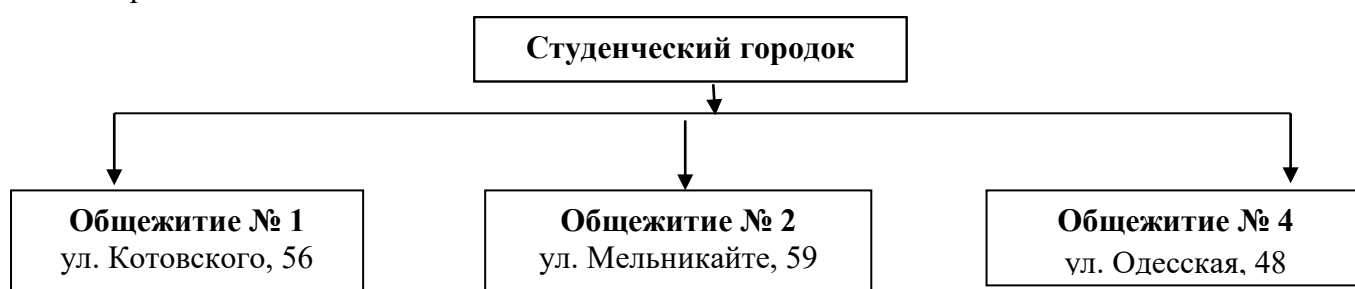 Студенческий городок
Общежитие № 1
ул. Котовского, 56
Общежитие № 2
ул. Мельникайте, 59
Общежитие № 4
ул. Одесская, 48